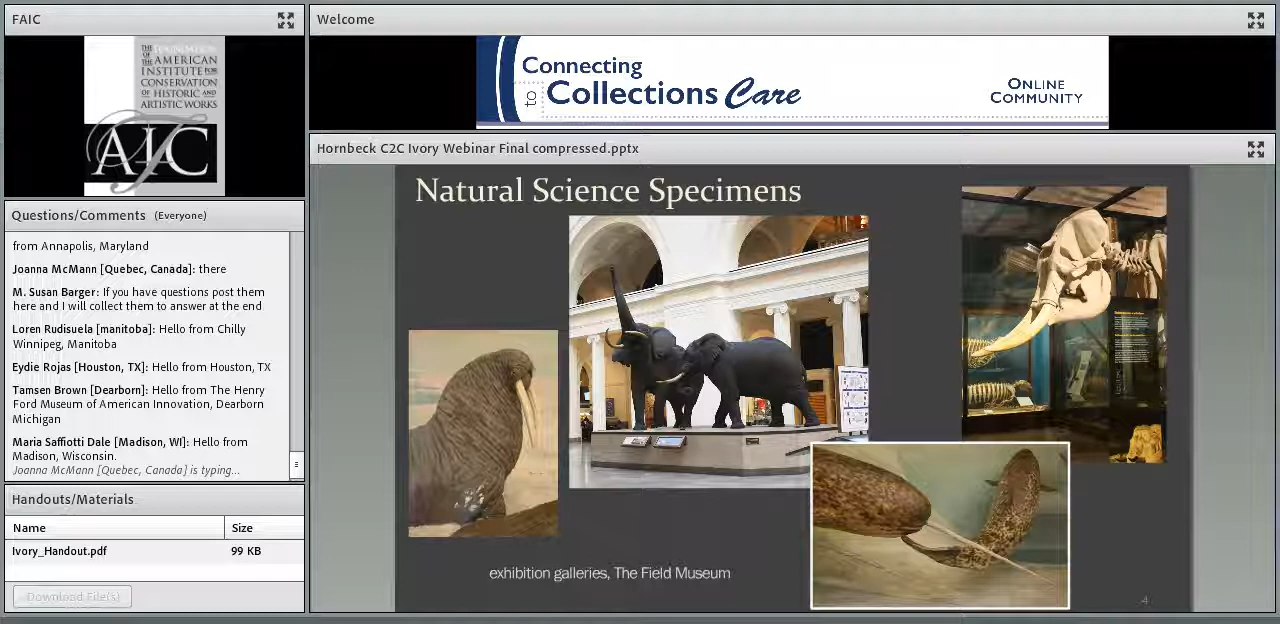 FAIC
THE FOUNDATION
OF THE AMERICAN
INSTITUTE FOR
CONSERVATION
OF HISTORIC AND
ARTISTIC WORKS
AIC
Questions/Comments (Everyone)
from Annapolis, Maryland
Joanna McMann [Quebec, Canada]: there
M. Susan Barger: If you have questions post them
here and I will collect them to answer at the end
Loren Rudisuela [manitoba]: Hello from Chilly
Winnipeg, Manitoba
Eydie Rojas [Houston, TX]: Hello from Houston, TX
Tamsen Brown [Dearborn]: Hello from The Henry
Ford Museum of American Innovation, Dearborn
Michigan
Maria Saffiotti Dale [Madison, WI]: Hello from
Madison, Wisconsin.
Joanna McMann [Quebec, Canada] is typing...
Handouts/Materials
Name Size
Ivory_Handout.pdf 99 KB
Download File(s)
Welcome
Connecting
to Collections Care
ONLINE
COMMUNITY
Hornbeck C2C Ivory Webinar Final compressed.pptx
Natural Science Specimens
exhibition galleries, The Field Museum
4